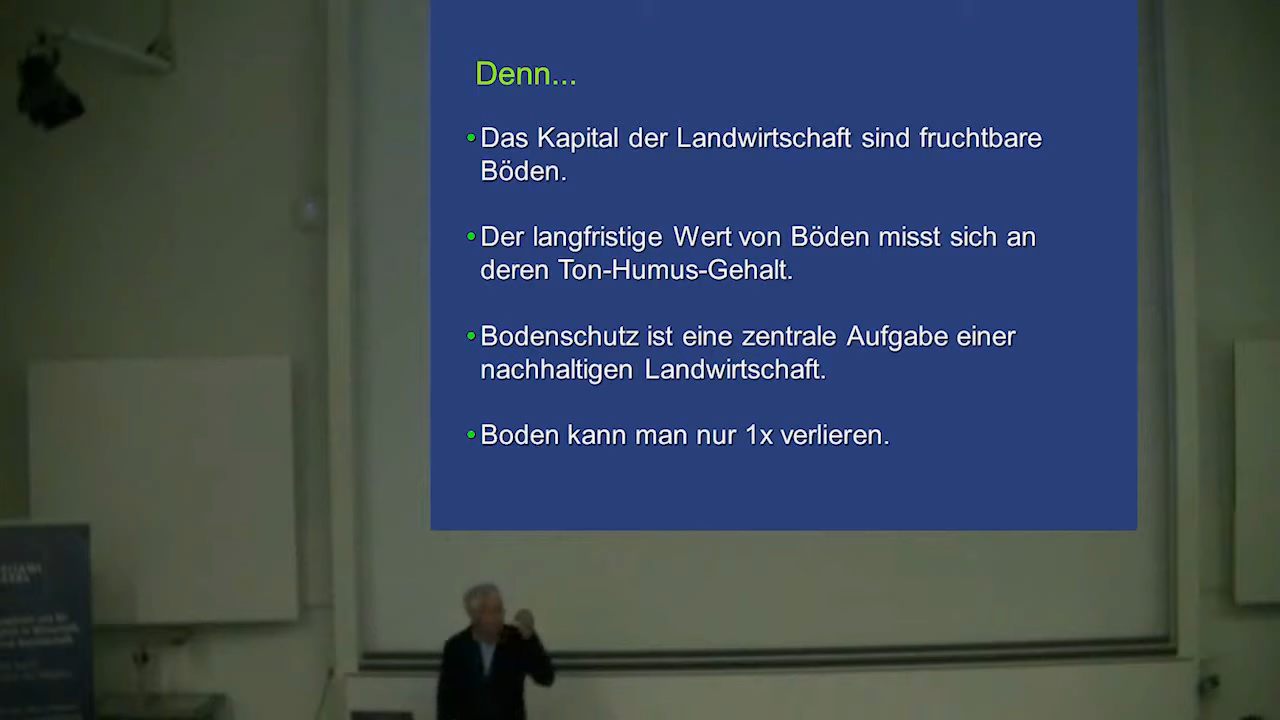 Denn...
•Das Kapital der Landwirtschaft sind fruchtbare
Böden.
•Der langfristige Wert von Böden misst sich an
deren Ton-Humus-Gehalt.
•Bodenschutz ist eine zentrale Aufgabe einer
nachhaltigen Landwirtschaft.
•Boden kann man nur 1x verlieren.